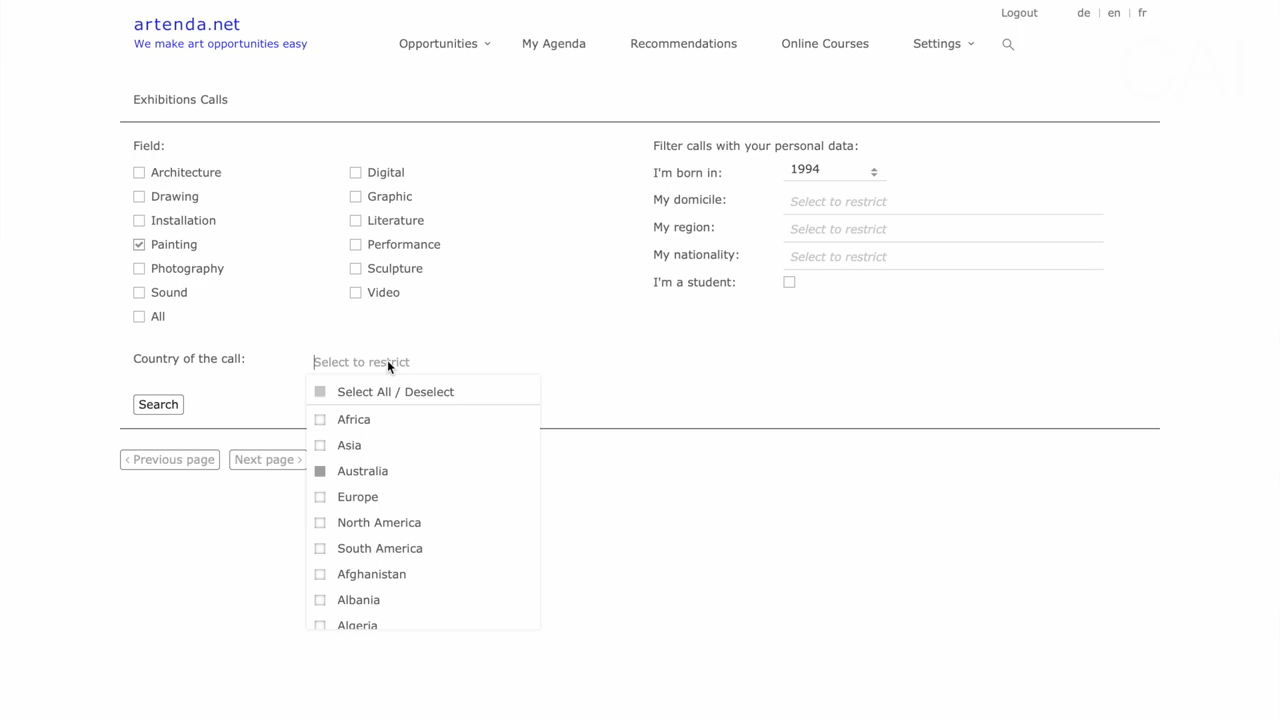 artenda.net
We make art opportunities easy
Logout de | en | fr
Opportunities My Agenda Recommendations Online Courses Settings
CAI
Exhibitions Calls
Field:
Architecture Digital
Drawing Graphic
Installation Literature
Painting Performance
Photography Sculpture
Sound Video
All
Filter calls with your personal data:
I'm born in: 1994
My domicile: Select to restrict
My region: Select to restrict
My nationality: Select to restrict
I'm a student:
Country of the call: Select to restrict
Select All / Deselect
Africa
Asia
Australia
Europe
North America
South America
Afghanistan
Albania
Algeria
Search
‹ Previous page Next page ›